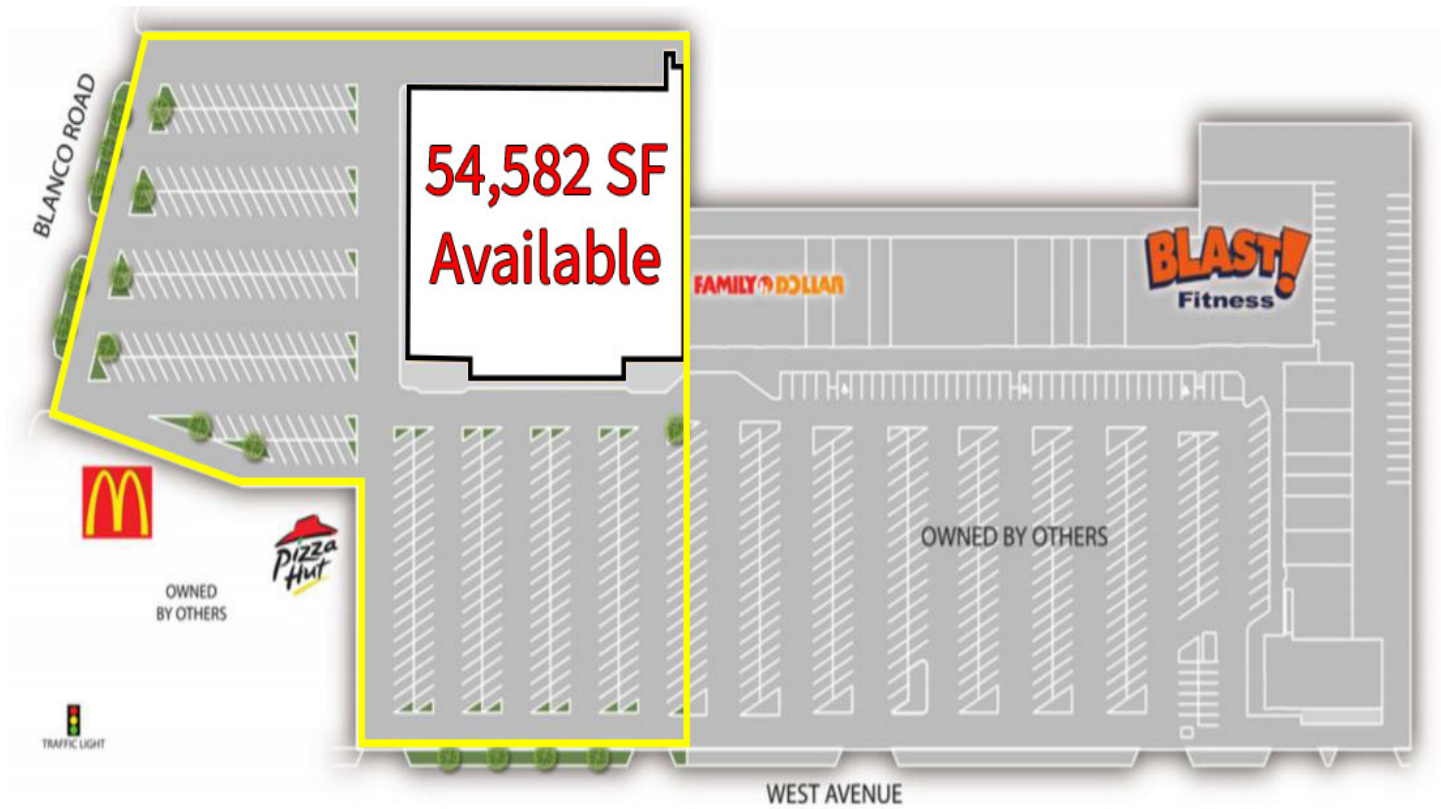 BLANCO ROAD
54,582 SF
Available
FAMILY DOLLAR
BLAST!
Fitness
OWNED BY OTHERS
Pizza
Hut
OWNED
BY OTHERS
TRAFFIC LIGHT
WEST AVENUE